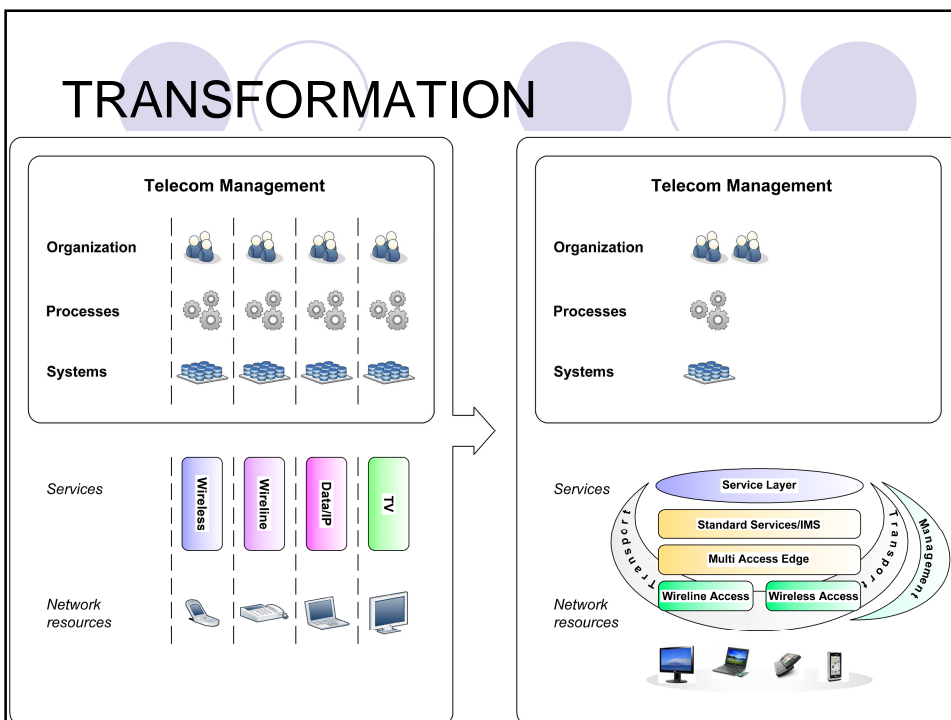 TRANSFORMATION
Telecom Management
Organization
Processes
Systems
Services
Wireless
Wireline
Data/IP
TV
Network
resources
Telecom Management
Organization
Processes
Systems
Services
Service Layer
Standard Services/IMS
Multi Access Edge
Wireline Access
Wireless Access
Transport
Transport
Management
Network
resources